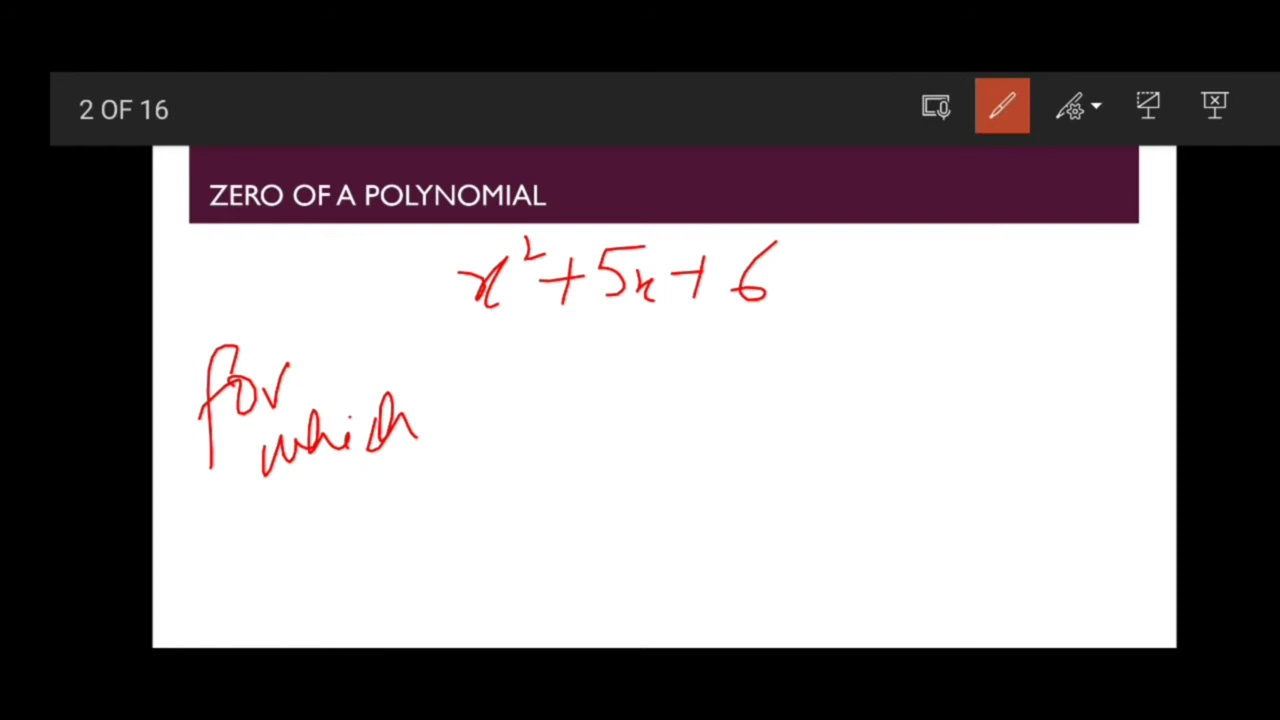 2 OF 16
ZERO OF A POLYNOMIAL
x²+5x+6
for
which